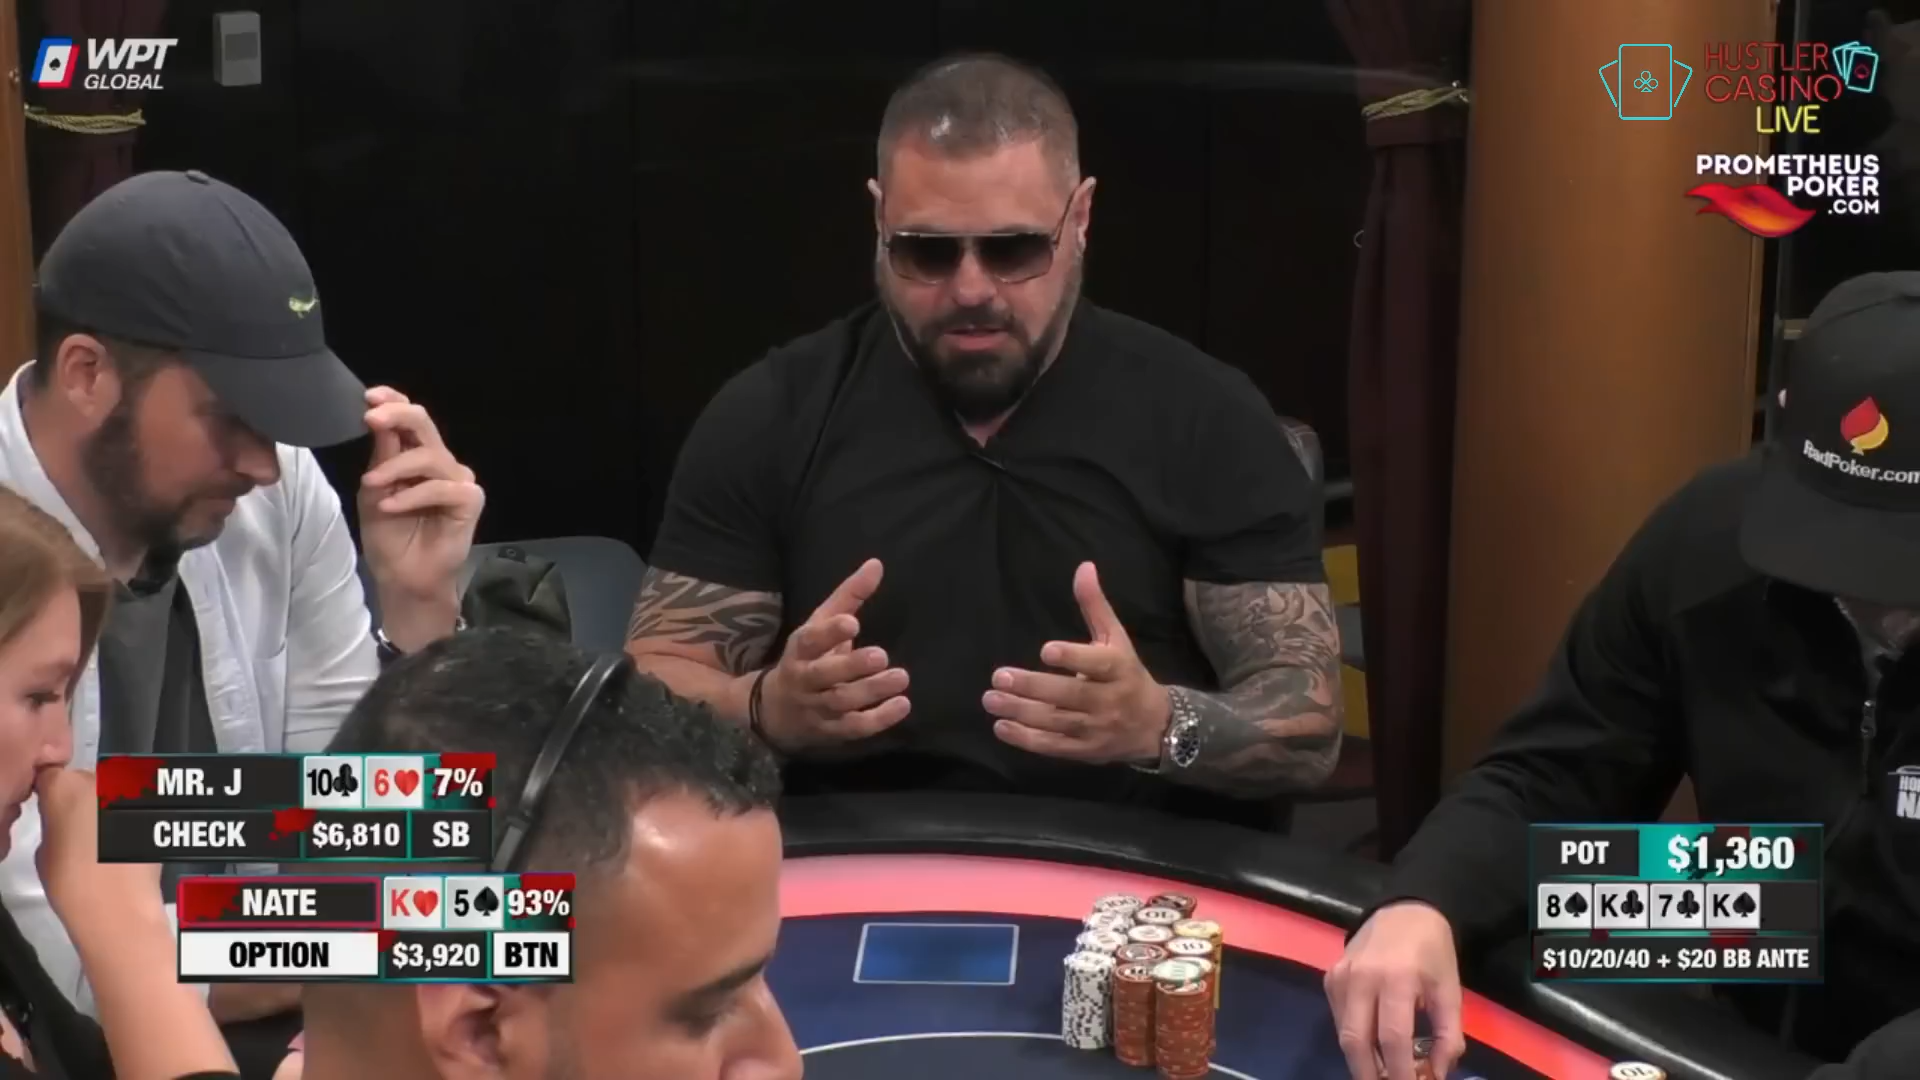 WPT
GLOBAL
HUSTLER
CASINO
LIVE
PROMETHEUS
POKER
.COM
RadPoker.com
MR. J 10♣ 6♥ 7%
CHECK $6,810 SB
NATE K♥ 5♠ 93%
OPTION $3,920 BTN
POT $1,360
8♠ K♣ 7♣ K♠
$10/20/40 + $20 BB ANTE